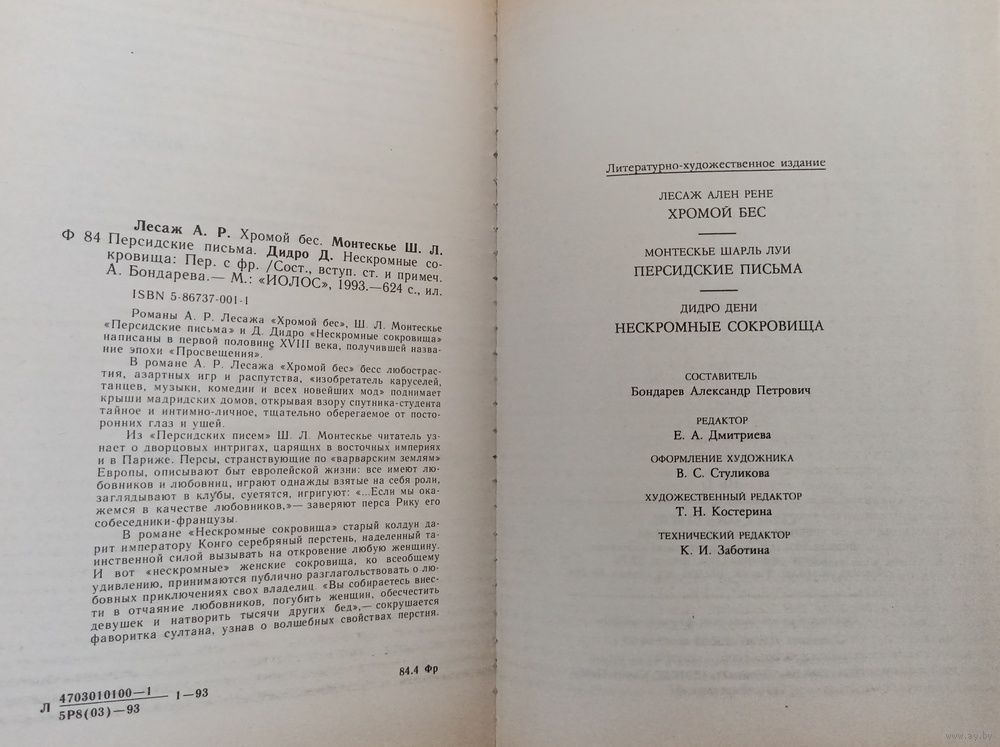 Лесаж А. Р. Хромой бес. Монтескье Ш. Л.
Ф 84 Персидские письма. Дидро Д. Нескромные со-
кровища: Пер. с фр. /Сост., вступ. ст. и примеч.
А. Бондарева.— М.: «ИОЛОС», 1993.—624 с., ил.
ISBN 5-86737-001-1
Романы А. Р. Лесажа «Хромой бес», Ш. Л. Монтескье
«Персидские письма» и Д. Дидро «Нескромные сокровища»
написаны в первой половине XVIII века, получившей назва-
ние эпохи «Просвещения».
В романе А. Р. Лесажа «Хромой бес» бесс любострас-
тия, азартных игр и распутства, «изобретатель каруселей,
танцев, музыки, комедии и всех новейших мод» поднимает
крыши мадридских домов, открывая взору спутника-студента
тайное и интимно-личное, тщательно оберегаемое от посто-
ронних глаз и ушей.
Из «Персидских писем» Ш. Л. Монтескье читатель уз-
нает о дворцовых интригах, царящих в восточных империях
и в Париже. Персы, странствующие по «варварским землям»
Европы, описывают быт европейской жизни: все имеют лю-
бовников и любовниц, играют однажды взятые на себя роли,
заглядывают в клубы, суетятся, игригуют: «...Если мы ока-
жемся в качестве любовников,»— заверяют перса Рику его
собеседники-французы.
В романе «Нескромные сокровища» старый колдун да-
рит императору Конго серебряный перстень, наделенный та-
инственной силой вызывать на откровение любую женщину.
И вот «нескромные» женские сокровища, ко всеобщему
удивлению, принимаются публично разглагольствовать о лю-
бовных приключениях свох владелиц. «Вы собираетесь внес-
ти в отчаяние любовников, погубить женщин, обесчестить
девушек и натворить тысячи других бед»,— сокрушается
фаворитка султана, узнав о волшебных свойствах перстня.
84.4 Фр
Л 4703010100—1 1—93
5Р8(03)—93
Литературно-художественное издание
ЛЕСАЖ АЛЕН РЕНЕ
ХРОМОЙ БЕС
МОНТЕСКЬЕ ШАРЛЬ ЛУИ
ПЕРСИДСКИЕ ПИСЬМА
ДИДРО ДЕНИ
НЕСКРОМНЫЕ СОКРОВИЩА
СОСТАВИТЕЛЬ
Бондарев Александр Петрович
РЕДАКТОР
Е. А. Дмитриева
ОФОРМЛЕНИЕ ХУДОЖНИКА
В. С. Стуликова
ХУДОЖЕСТВЕННЫЙ РЕДАКТОР
Т. Н. Костерина
ТЕХНИЧЕСКИЙ РЕДАКТОР
К. И. Заботина
www.ay.by